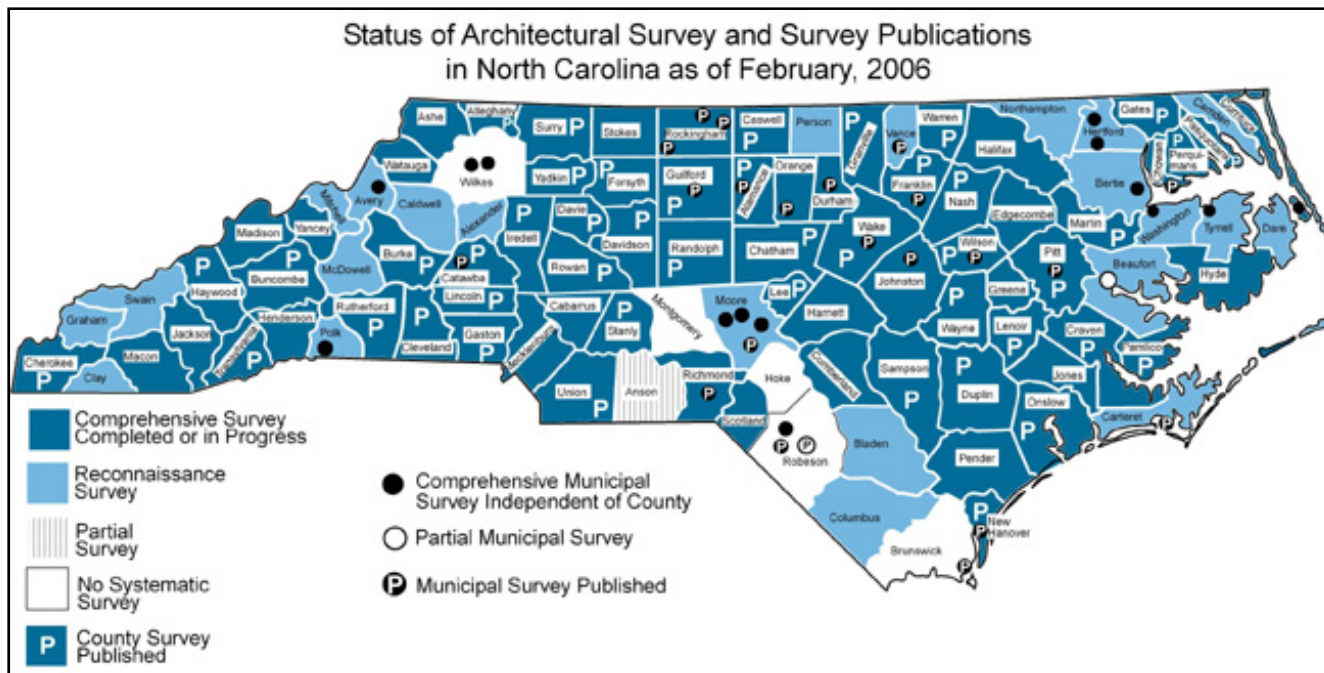 Status of Architectural Survey and Survey Publications
in North Carolina as of February, 2006
Ashe
Alleghany
Surry
P
Stokes
Rockingham
P
P
P
Caswell
P
Person
Granville
P
Vance
P
Warren
P
Northampton
Hertford
Gates
P
Camden
Currituck
Pasquotank
Perqui-
mans
Chowan
Halifax
Watauga
Wilkes
Yadkin
P
Forsyth
P
Guilford
P
P
Alamance
P
P
Orange
P
Durham
P
P
Franklin
P
P
Nash
P
Edgecombe
Bertie
Martin
P
Washington
Tyrrell
Dare
Mitchell
Avery
Caldwell
Alexander
Iredell
P
Davie
P
Davidson
P
Randolph
P
Chatham
P
Wake
P
P
Johnston
P
P
Wilson
P
P
Pitt
P
P
Beaufort
Hyde
Madison
Yancey
McDowell
Burke
P
Catawba
P
P
Rowan
P
Swain
Haywood
P
Buncombe
Rutherford
P
Lincoln
P
Cabarrus
P
Stanly
P
Montgomery
Moore
P
Lee
P
Harnett
Greene
P
Wayne
P
Lenoir
P
Craven
P
Pamlico
P
Graham
Jackson
P
Henderson
Transylvania
P
Polk
Cleveland
P
Gaston
P
Mecklenburg
Cherokee
P
Macon
Clay
Union
P
Anson
Richmond
P
P
Scotland
Hoke
Cumberland
P
Sampson
P
Duplin
P
Jones
Onslow
P
Carteret
P
Robeson
P
P
Bladen
Pender
Columbus
Brunswick
P
New
Hanover
P
P
Comprehensive Survey
Completed or in Progress
Reconnaissance
Survey
Partial
Survey
No Systematic
Survey
P
County Survey
Published
Comprehensive Municipal
Survey Independent of County
Partial Municipal Survey
P
Municipal Survey Published